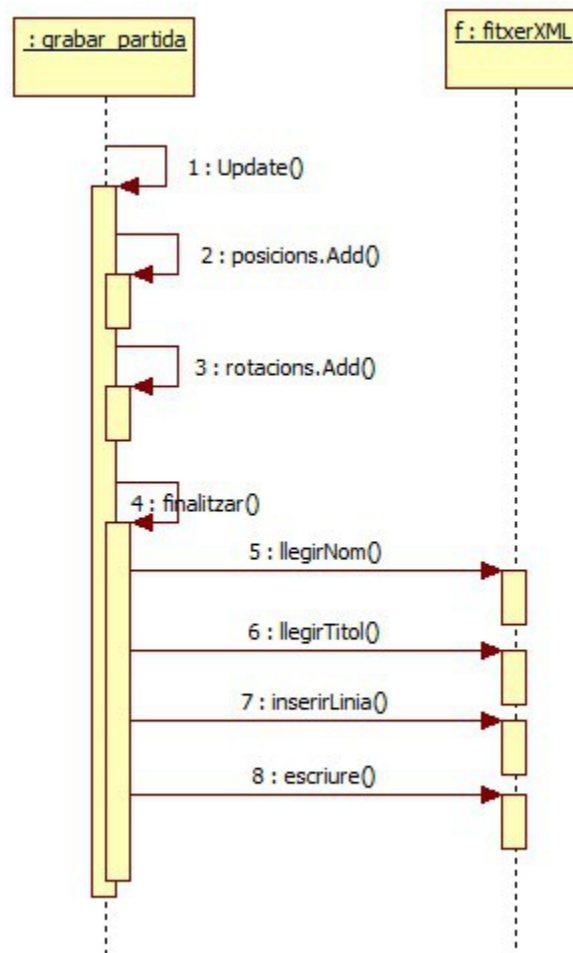 : grabar_partida
f : fitxerXML
1 : Update()
2 : posicions.Add()
3 : rotacions.Add()
4 : finalitzar()
5 : llegirNom()
6 : llegirTitol()
7 : inserirLinia()
8 : escriure()